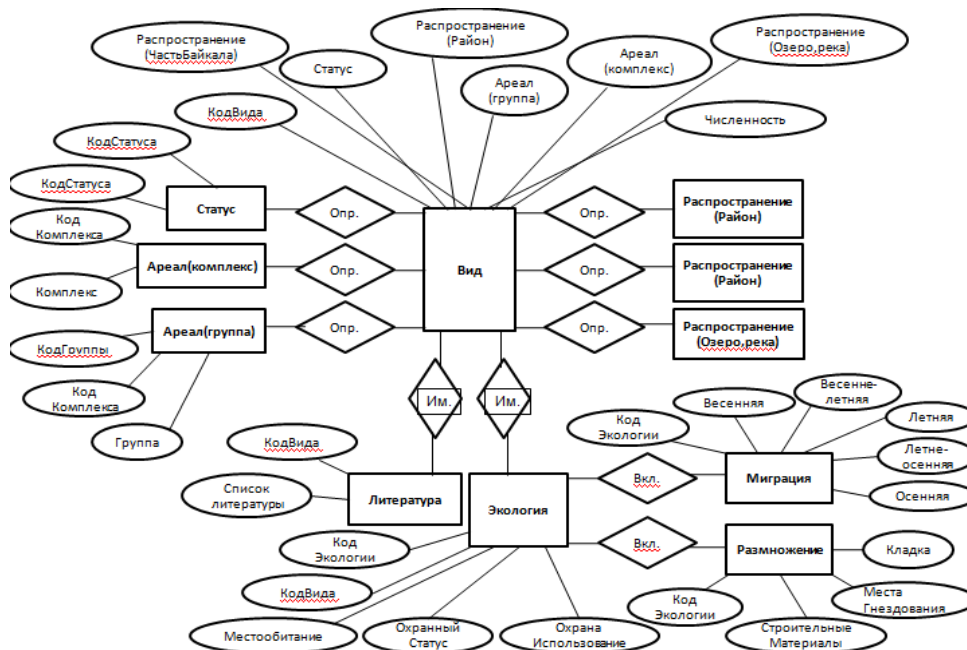 Распространение
(ЧастьБайкала)
Распространение
(Район)
Распространение
(Озеро,река)
Статус
Ареал
(группа)
Ареал
(комплекс)
КодВида
Численность
КодСтатуса
КодСтатуса
Статус
Опр.
Вид
Опр.
Распространение
(Район)
Код
Комплекса
Ареал(комплекс)
Опр.
Опр.
Распространение
(Район)
Комплекс
Ареал(группа)
Опр.
Опр.
Распространение
(Озеро,река)
КодГруппы
Код
Комплекса
Группа
Им.
Им.
КодВида
Список
литературы
Литература
Экология
Вкл.
Миграция
Код
Экологии
Весенняя
Весенне-
летняя
Летняя
Летне-
осенняя
Осенняя
Вкл.
Размножение
Кладка
Места
Гнездования
Строительные
Материалы
Код
Экологии
Код
Экологии
КодВида
Местообитание
Охранный
Статус
Охрана
Использование